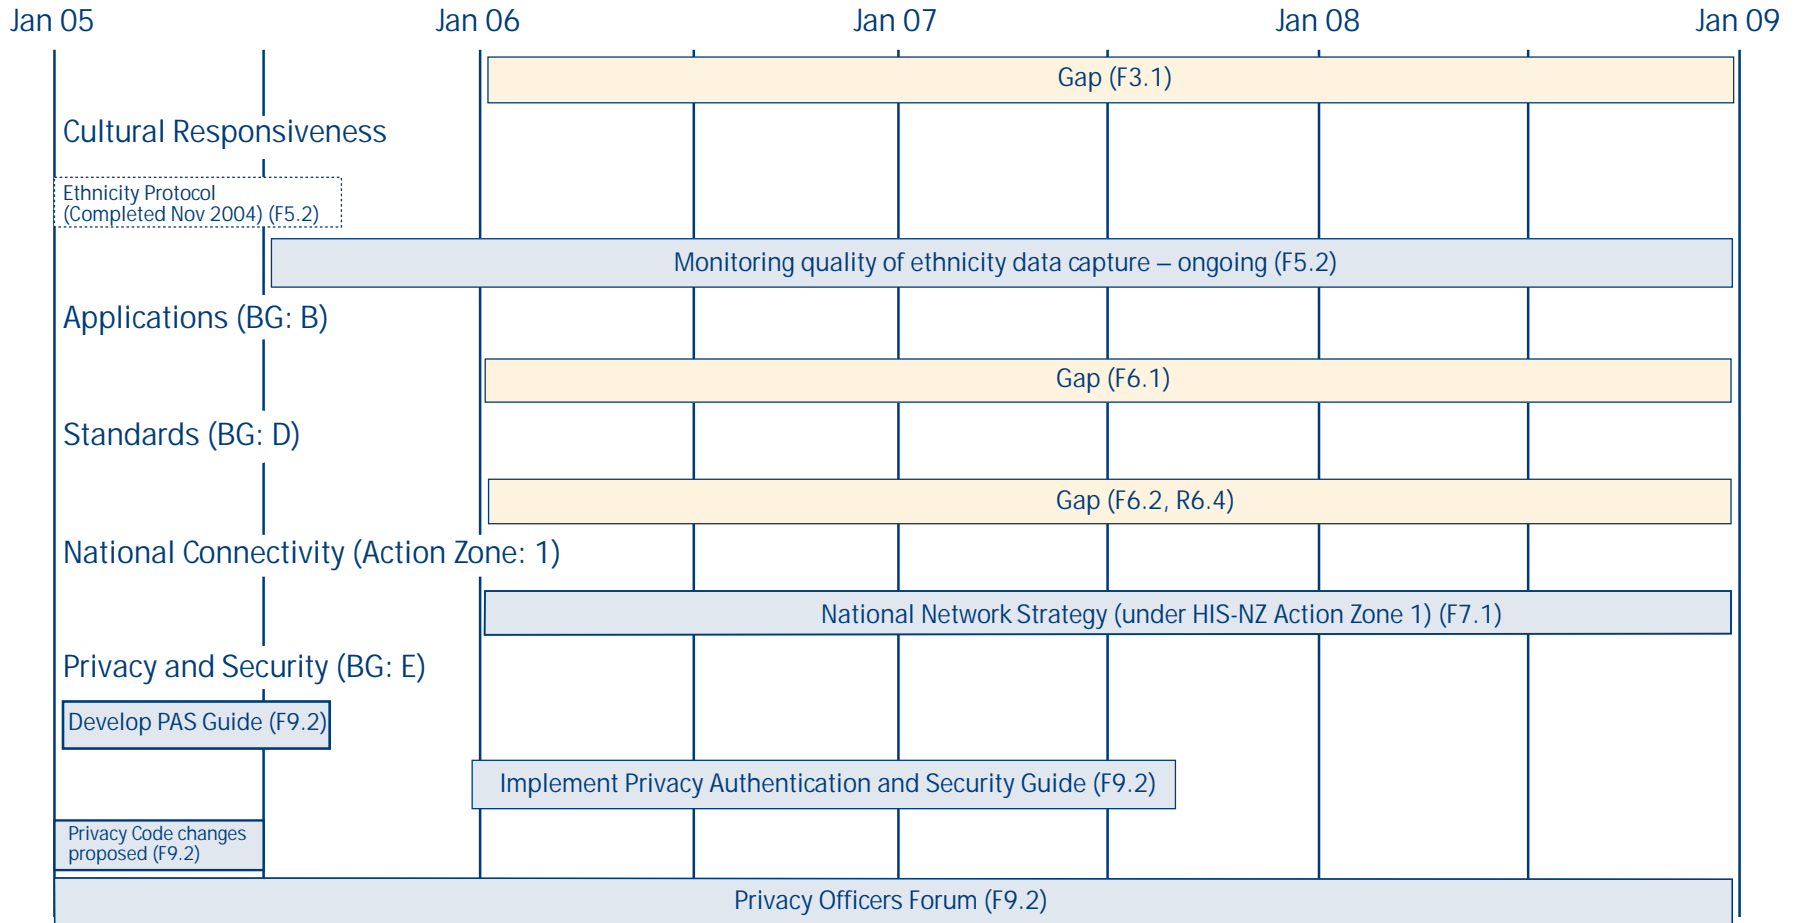 Jan 05
Jan 06
Jan 07
Jan 08
Jan 09
Gap (F3.1)
Cultural Responsiveness
Ethnicity Protocol
(Completed Nov 2004) (F5.2)
Monitoring quality of ethnicity data capture – ongoing (F5.2)
Applications (BG: B)
Gap (F6.1)
Standards (BG: D)
Gap (F6.2, R6.4)
National Connectivity (Action Zone: 1)
National Network Strategy (under HIS-NZ Action Zone 1) (F7.1)
Privacy and Security (BG: E)
Develop PAS Guide (F9.2)
Implement Privacy Authentication and Security Guide (F9.2)
Privacy Code changes
proposed (F9.2)
Privacy Officers Forum (F9.2)